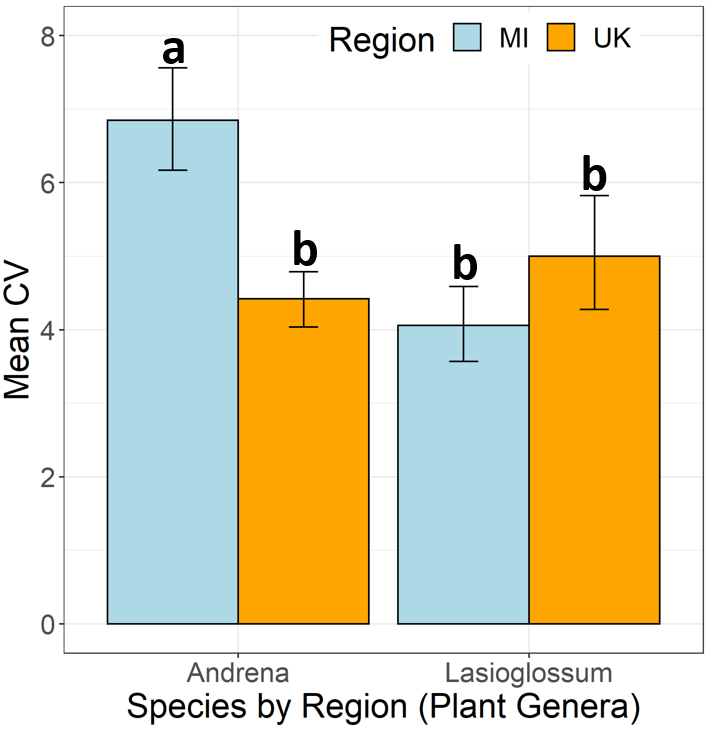 Region MI UK
8
6
4
2
0
Mean CV
a
b
b
b
Andrena Lasioglossum
Species by Region (Plant Genera)